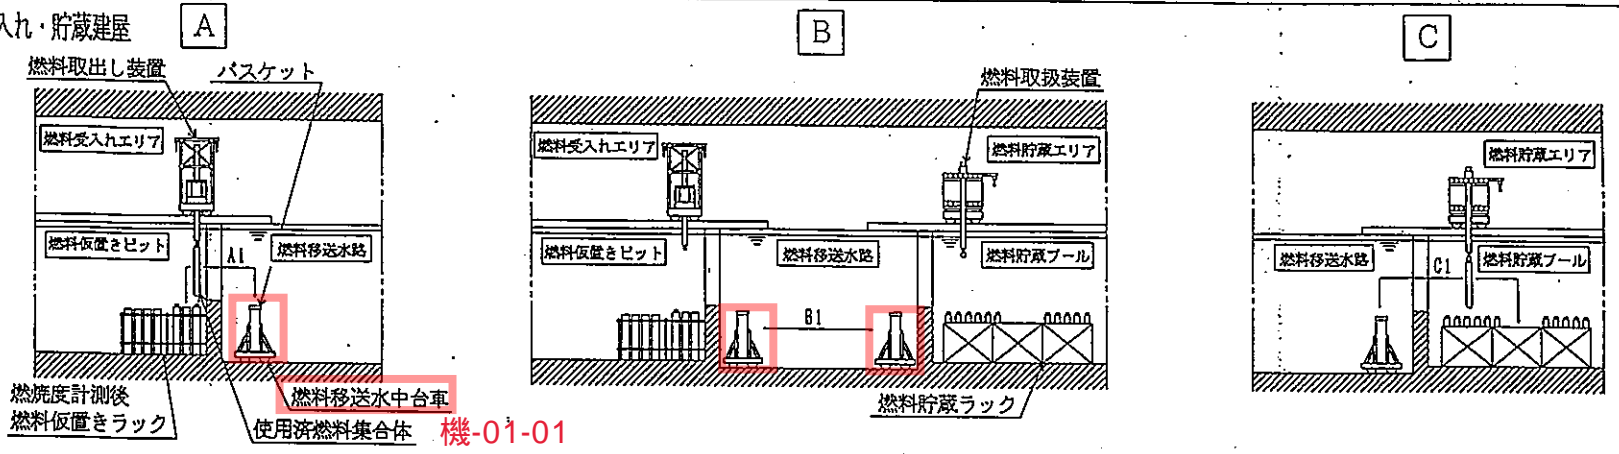 入れ・貯蔵建屋
A
燃料取出し装置
バスケット
燃料受入れエリア
燃料仮置きピット
A1
燃料移送水路
燃焼度計測後
燃料仮置きラック
燃料移送水中台車
使用済燃料集合体
機-01-01
B
燃料取扱装置
燃料受入れエリア
燃料貯蔵エリア
燃料仮置きピット
燃料移送水路
燃料貯蔵プール
B1
燃料貯蔵ラック
C
燃料貯蔵エリア
燃料移送水路
C1
燃料貯蔵プール